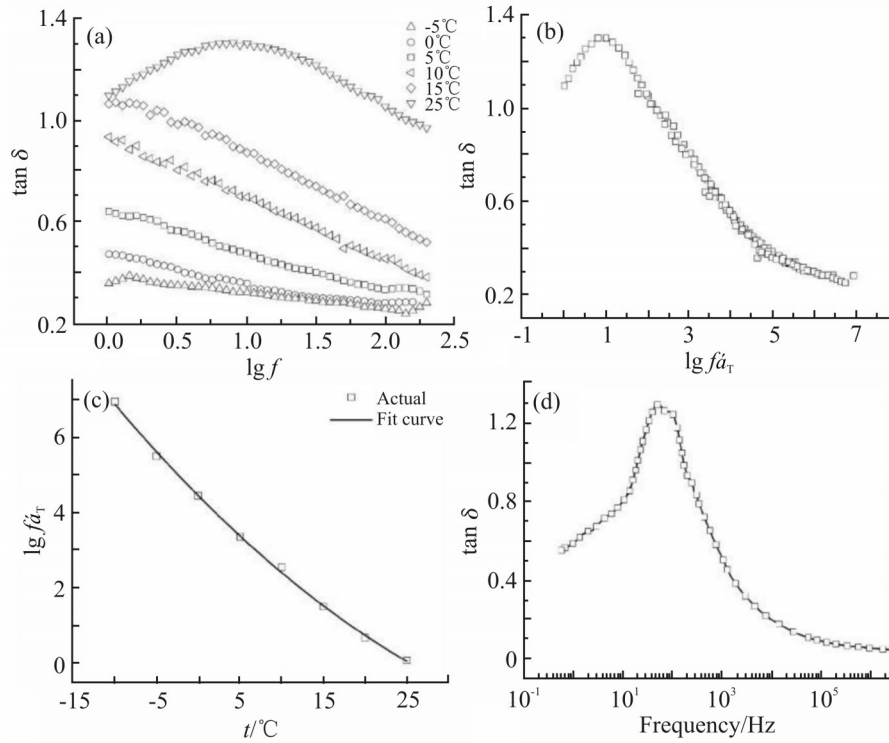 (a)
-5℃
0℃
5℃
10℃
15℃
25℃
1.4
1.0
0.6
0.2
tan δ
0.0 0.5 1.0 1.5 2.0 2.5
lg f
(b)
1.4
1.0
0.6
0.2
tan δ
-1 1 3 5 7
lg fá_T
(c)
Actual
Fit curve
6
4
2
0
lg fá_T
-15 -5 5 15 25
t/℃
(d)
1.2
0.8
0.4
0
tan δ
10^-1 10^1 10^3 10^5
Frequency/Hz